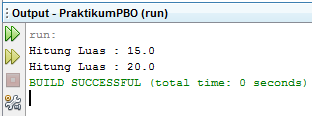 Output - PraktikumPBO (run)
run:
Hitung Luas : 15.0
Hitung Luas : 20.0
BUILD SUCCESSFUL (total time: 0 seconds)